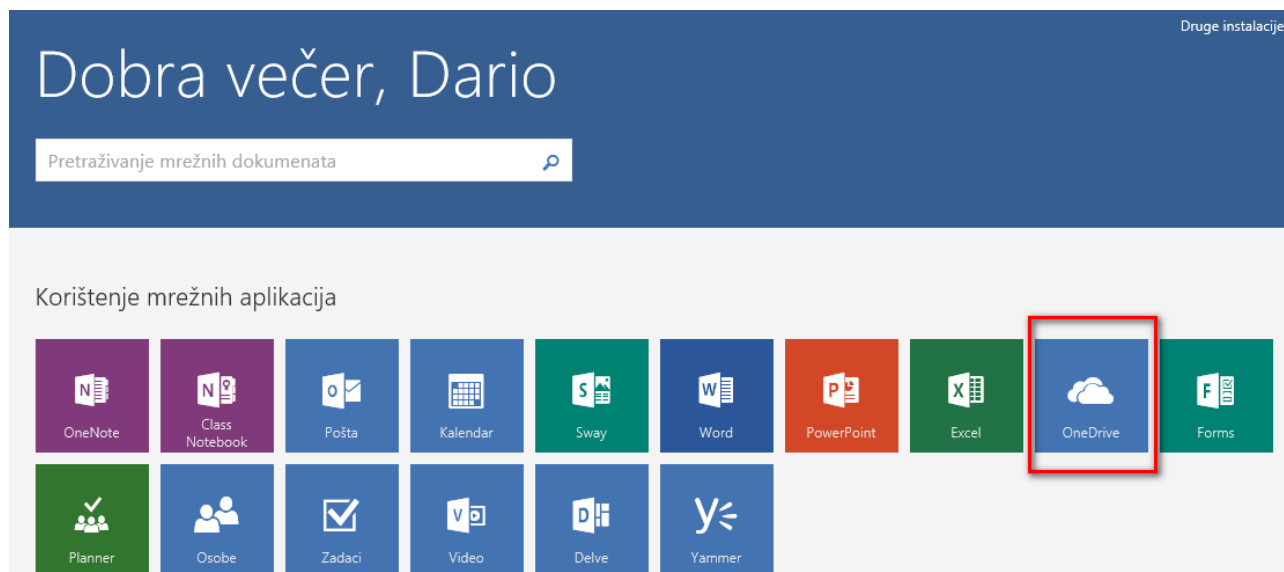 Druge instalacije
Dobra večer, Dario
Pretraživanje mrežnih dokumenata
Korištenje mrežnih aplikacija
OneNote
Class
Notebook
Pošta
Kalendar
Sway
Word
PowerPoint
Excel
OneDrive
Forms
Planner
Osobe
Zadaci
Video
Delve
Yammer